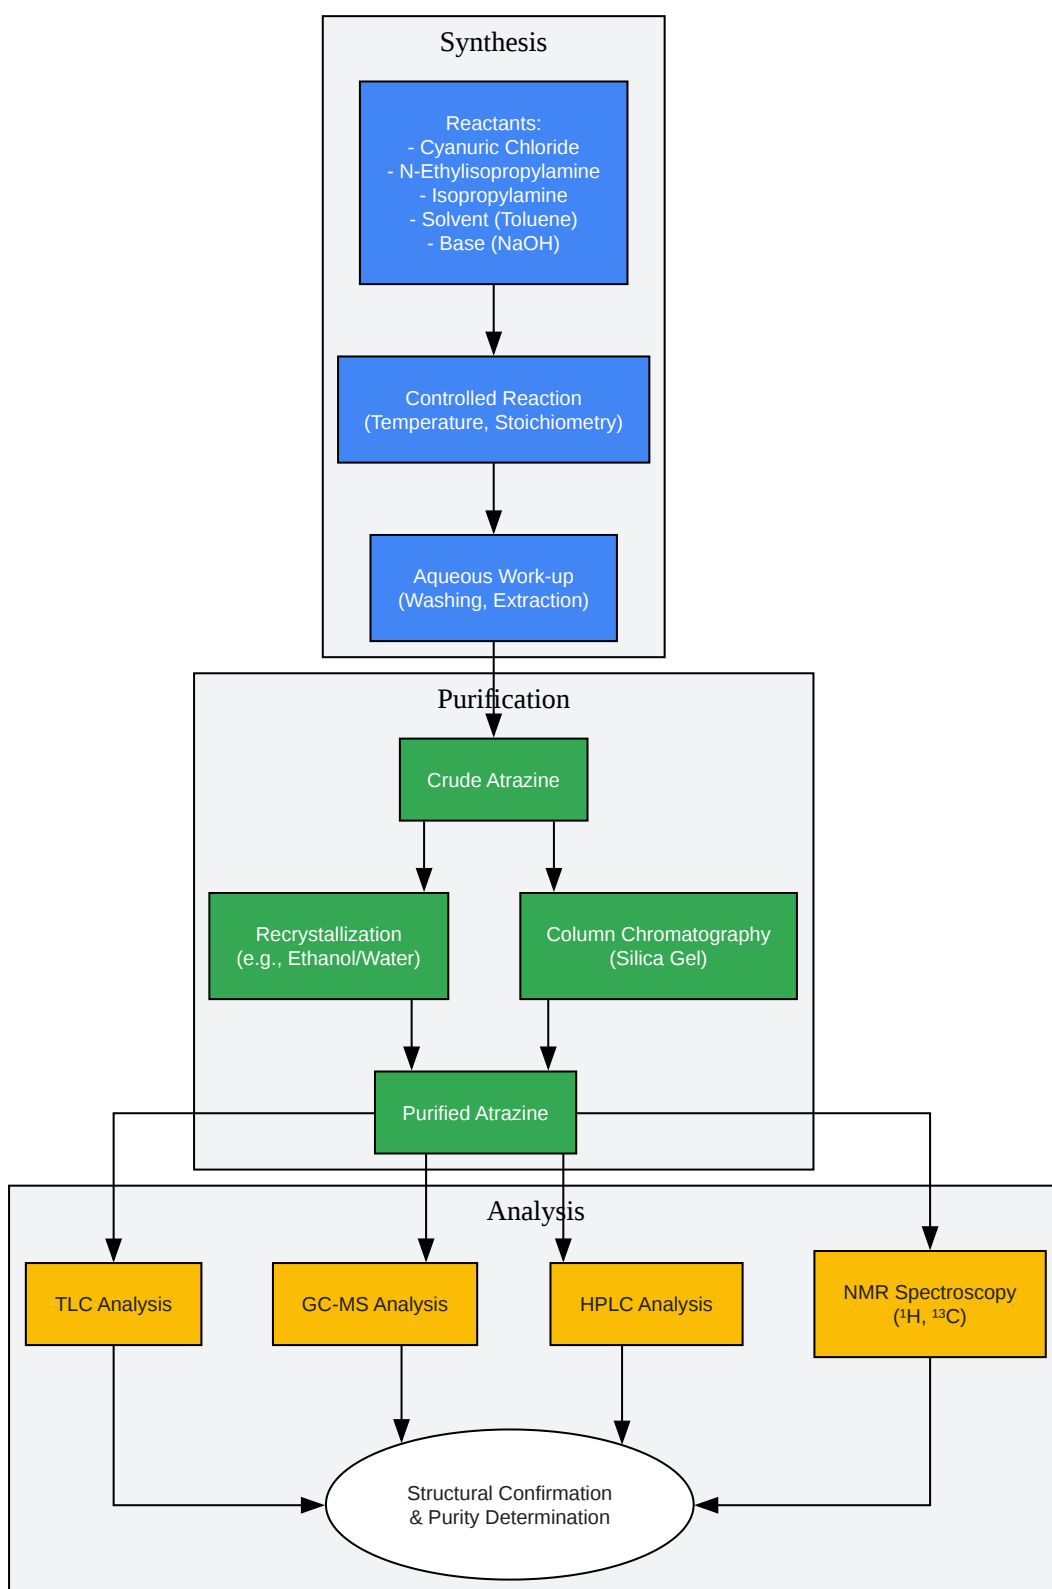 Synthesis
Reactants:
- Cyanuric Chloride
- N-Ethylisopropylamine
- Isopropylamine
- Solvent (Toluene)
- Base (NaOH)
Controlled Reaction
(Temperature, Stoichiometry)
Aqueous Work-up
(Washing, Extraction)
Purification
Crude Atrazine
Recrystallization
(e.g., Ethanol/Water)
Column Chromatography
(Silica Gel)
Purified Atrazine
Analysis
TLC Analysis
GC-MS Analysis
HPLC Analysis
NMR Spectroscopy
(¹H, ¹³C)
Structural Confirmation
& Purity Determination